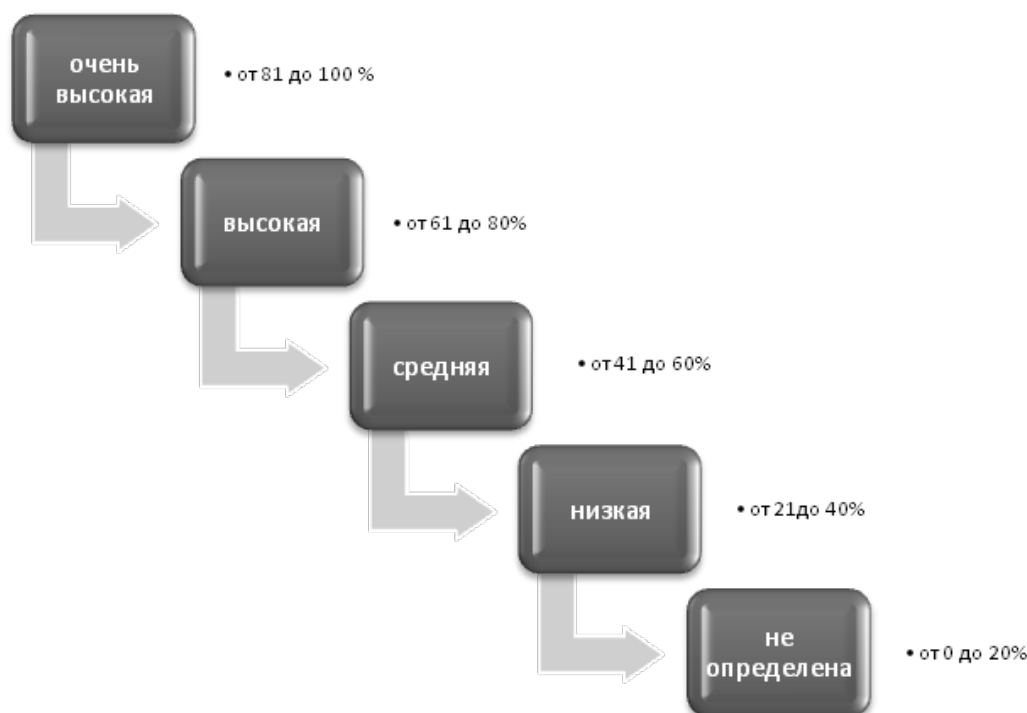 очень
высокая
• от 81 до 100 %
высокая
• от 61 до 80%
средняя
• от 41 до 60%
низкая
• от 21до 40%
не
определена
• от 0 до 20%